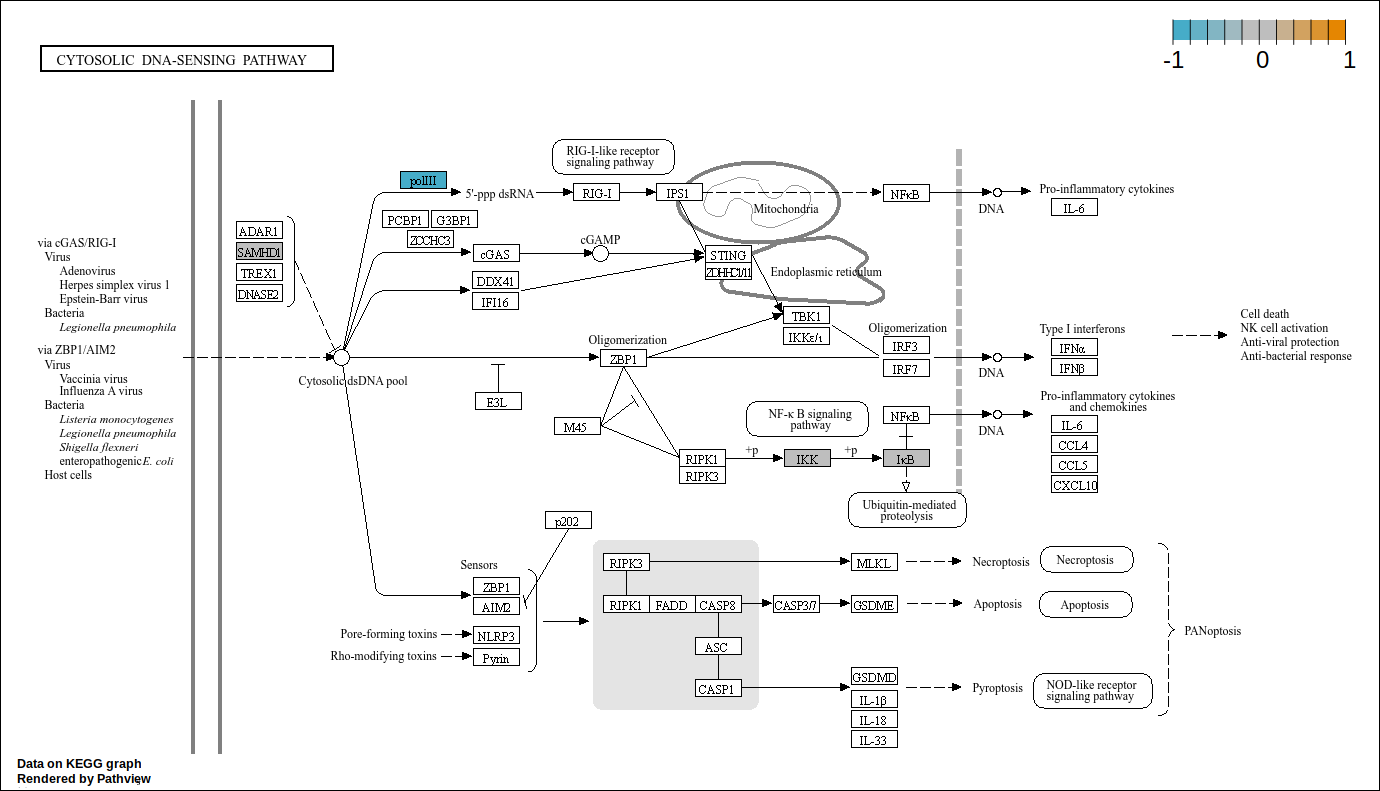 CYTOSOLIC DNA-SENSING PATHWAY
-1 0 1
RIG-I-like receptor
signaling pathway
polIII
5'-ppp dsRNA
RIG-I
IPS1
Mitochondria
NFκB
DNA
Pro-inflammatory cytokines
IL-6
PCBP1
G3BP1
ZCCHC3
ADAR1
SAMHD1
TREX1
DNASE2
cGAS
cGAMP
STING
ZDHHC1/11
Endoplasmic reticulum
DDX41
IFI16
via cGAS/RIG-I
Virus
Adenovirus
Herpes simplex virus 1
Epstein-Barr virus
Bacteria
Legionella pneumophila
via ZBP1/AIM2
Virus
Vaccinia virus
Influenza A virus
Bacteria
Listeria monocytogenes
Legionella pneumophila
Shigella flexneri
enteropathogenic E. coli
Host cells
Cytosolic dsDNA pool
Oligomerization
ZBP1
TBK1
IKKε/ι
Oligomerization
IRF3
IRF7
DNA
Type I interferons
IFNα
IFNβ
Cell death
NK cell activation
Anti-viral protection
Anti-bacterial response
E3L
M45
NF-κ B signaling
pathway
NFκB
DNA
Pro-inflammatory cytokines
and chemokines
IL-6
CCL4
CCL5
CXCL10
RIPK1
RIPK3
+p
IKK
+p
IκB
Ubiquitin-mediated
proteolysis
p202
Sensors
ZBP1
AIM2
Pore-forming toxins
NLRP3
Rho-modifying toxins
Pyrin
RIPK3
MLKL
Necroptosis
Necroptosis
RIPK1
FADD
CASP8
CASP3/7
GSDME
Apoptosis
Apoptosis
PANoptosis
ASC
CASP1
GSDMD
IL-1β
IL-18
IL-33
Pyroptosis
NOD-like receptor
signaling pathway
Data on KEGG graph
Rendered by Pathview